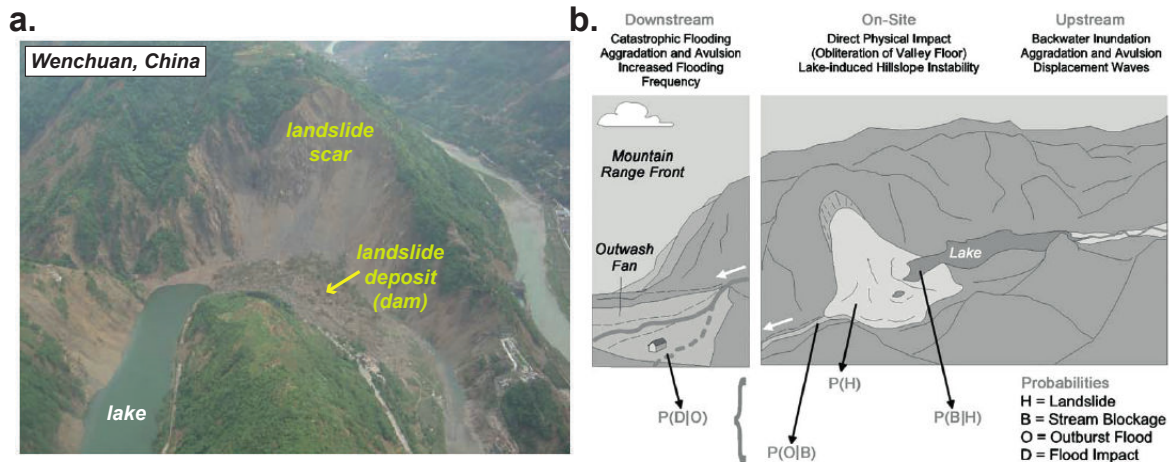 a.
Wenchuan, China
landslide
scar
landslide
deposit
(dam)
lake
b.
Downstream
Catastrophic Flooding
Aggradation and Avulsion
Increased Flooding
Frequency
On-Site
Direct Physical Impact
(Obliteration of Valley Floor)
Lake-induced Hillslope Instability
Upstream
Backwater Inundation
Aggradation and Avulsion
Displacement Waves
Mountain
Range Front
Outwash
Fan
Lake
P(D|O)
{
P(O|B)
P(H)
P(B|H)
Probabilities
H = Landslide
B = Stream Blockage
O = Outburst Flood
D = Flood Impact